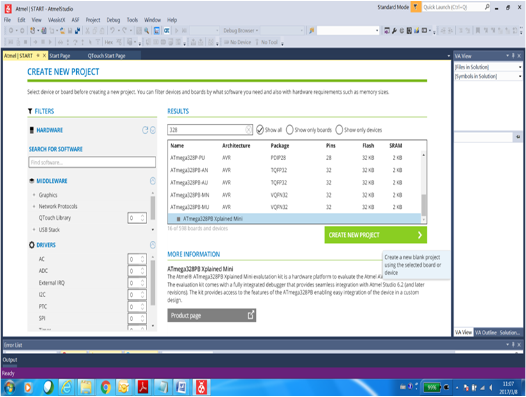 Atmel | START - AtmelStudio
Standard Mode
Quick Launch (Ctrl+Q)
File Edit View VAssistX ASF Project Debug Tools Window Help
Debug Browser
Hex
No Device
No Tool
Atmel | START
Start Page
QTouch Start Page
VA View
[Files in Solution]
[Symbols in Solution]
CREATE NEW PROJECT
Select device or board before creating a new project. You can filter devices and boards by what software you need and also with hardware requirements such as memory sizes.
FILTERS
RESULTS
HARDWARE
328
Show all
Show only boards
Show only devices
SEARCH FOR SOFTWARE
Find software...
Name Architecture Package Pins Flash SRAM
ATmega328P-PU AVR PDIP28 28 32 KB 2 KB
ATmega328PB-AN AVR TQFP32 32 32 KB 2 KB
ATmega328PB-AU AVR TQFP32 32 32 KB 2 KB
ATmega328PB-MN AVR VQFN32 32 32 KB 2 KB
ATmega328PB-MU AVR VQFN32 32 32 KB 2 KB
ATmega328PB Xplained Mini
16 of 598 boards and devices
MIDDLEWARE
Graphics
Network Protocols
QTouch Library 0
USB Stack
DRIVERS
AC 0
ADC 0
External IRQ 0
I2C 0
PTC 0
SPI 0
CREATE NEW PROJECT
Create a new blank project
using the selected board or
device
MORE INFORMATION
ATmega328PB Xplained Mini
The Atmel® ATmega328PB Xplained Mini evaluation kit is a hardware platform to evaluate the Atmel
The evaluation kit comes with a fully integrated debugger that provides seamless integration with Atmel Studio 6.2 (and later
revisions). The kit provides access to the features of the ATmega328PB enabling easy integration of the device in a custom
design.
Product page
VA View VA Outline Solution...
Error List
Output
Ready
11:07
2017/1/8